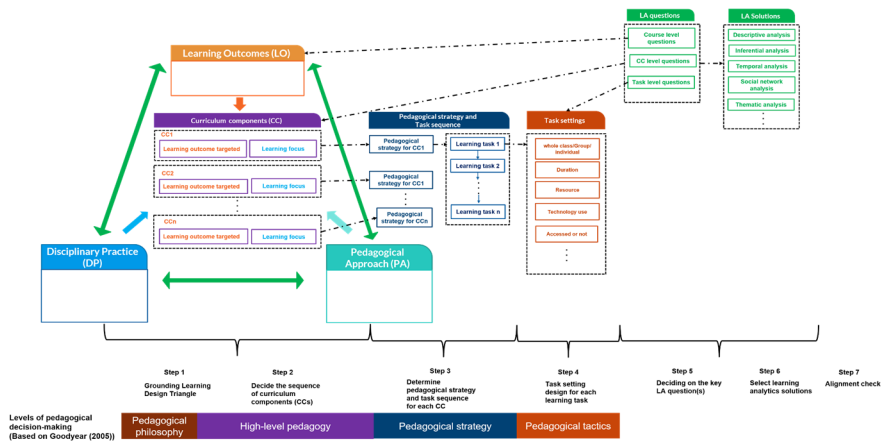 LA questions
Course level
questions
CC level
questions
Task level questions
LA Solutions
Descriptive analysis
Inferential analysis
Temporal analysis
Social network
analysis
Thematic analysis
Learning Outcomes (LO)
Curriculum components (CC)
CC1
Learning outcome targeted
Learning focus
CC2
Learning outcome targeted
Learning focus
CCn
Learning outcome targeted
Learning focus
Pedagogical strategy and
Task sequence
Pedagogical
strategy for CC1
Pedagogical
strategy for CC1
Pedagogical
strategy for CCn
Learning task 1
Learning task 2
Learning task n
Task settings
whole class/Group/
individual
Duration
Resource
Technology use
Accessed or not
Disciplinary Practice
(DP)
Pedagogical
Approach (PA)
Step 1
Grounding Learning
Design Triangle
Step 2
Decide the sequence
of curriculum
components (CCs)
Step 3
Determine
pedagogical strategy
and task sequence
for each CC
Step 4
Task setting
design for each
learning task
Step 5
Deciding on the key
LA question(s)
Step 6
Select learning
analytics solutions
Step 7
Alignment check
Levels of pedagogical
decision-making
(Based on Goodyear (2005))
Pedagogical
philosophy
High-level pedagogy
Pedagogical strategy
Pedagogical tactics